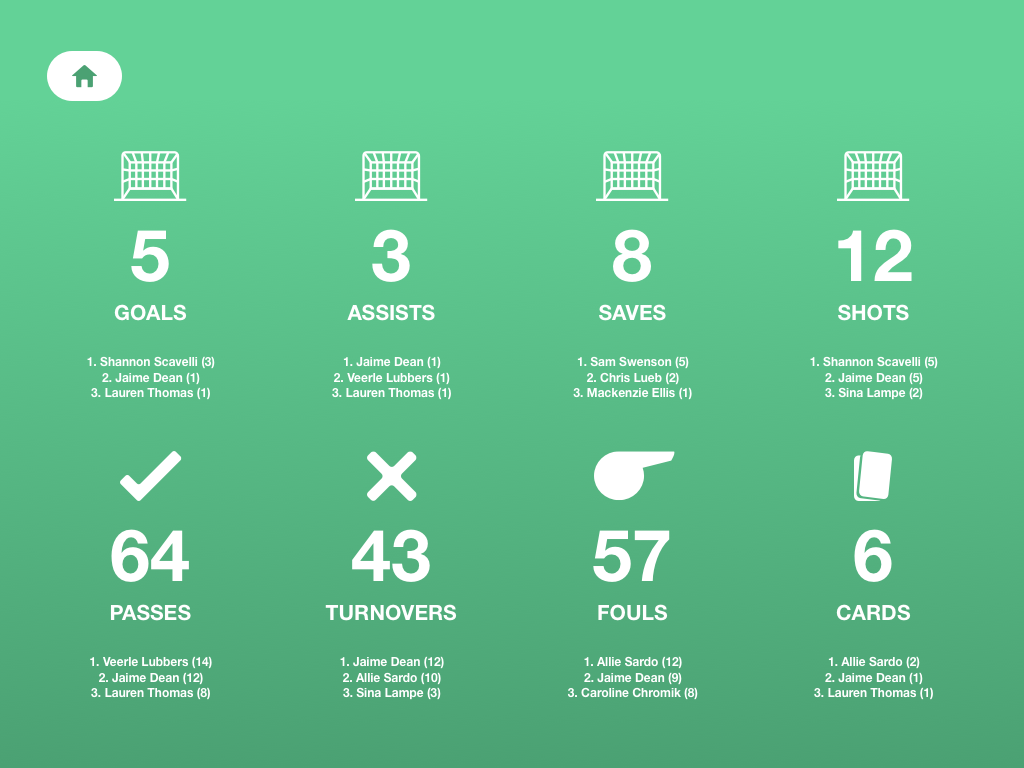 5
3
8
12
GOALS
ASSISTS
SAVES
SHOTS
1. Shannon Scavelli (3)
2. Jaime Dean (1)
3. Lauren Thomas (1)
1. Jaime Dean (1)
2. Veerle Lubbers (1)
3. Lauren Thomas (1)
1. Sam Swenson (5)
2. Chris Lueb (2)
3. Mackenzie Ellis (1)
1. Shannon Scavelli (5)
2. Jaime Dean (5)
3. Sina Lampe (2)
64
43
57
6
PASSES
TURNOVERS
FOULS
CARDS
1. Veerle Lubbers (14)
2. Jaime Dean (12)
3. Lauren Thomas (8)
1. Jaime Dean (12)
2. Allie Sardo (10)
3. Sina Lampe (3)
1. Allie Sardo (12)
2. Jaime Dean (9)
3. Caroline Chromik (8)
1. Allie Sardo (2)
2. Jaime Dean (1)
3. Lauren Thomas (1)